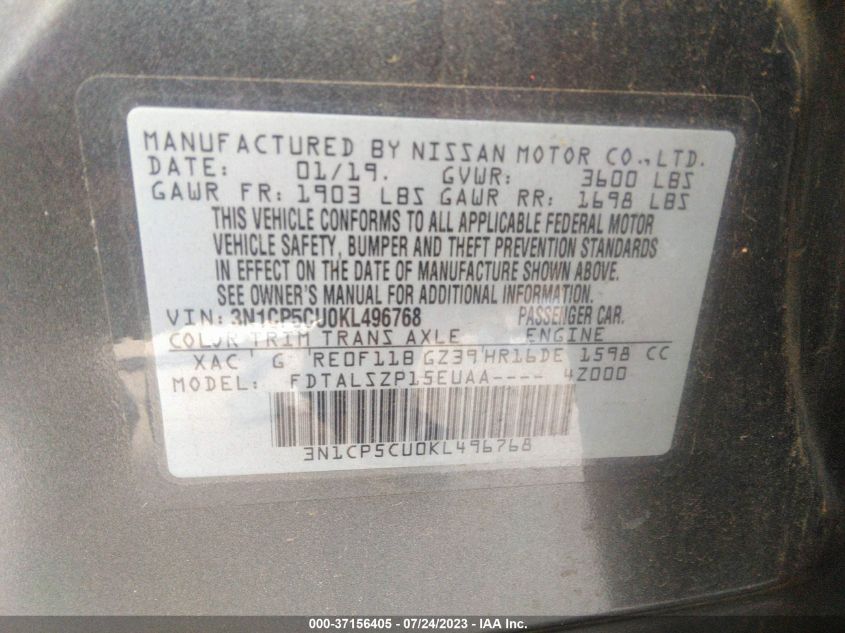 MANUFACTURED BY NISSAN MOTOR CO., LTD.
DATE: 01/19. GVWR: 3600 LBS
GAWR FR: 1903 LBS GAWR RR: 1698 LBS
THIS VEHICLE CONFORMS TO ALL APPLICABLE FEDERAL MOTOR
VEHICLE SAFETY, BUMPER AND THEFT PREVENTION STANDARDS
IN EFFECT ON THE DATE OF MANUFACTURE SHOWN ABOVE.
SEE OWNER'S MANUAL FOR ADDITIONAL INFORMATION.
VIN: 3N1CP5CU0KL496768 PASSENGER CAR.
COLOR TRIM TRANS AXLE ENGINE
XAC G RE0F11B GZ39 HR16DE 1598 CC
MODEL: FDTALSZP15EUAA---- 4Z000
3N1CP5CU0KL496768
000-37156405 - 07/24/2023 - IAAI.com